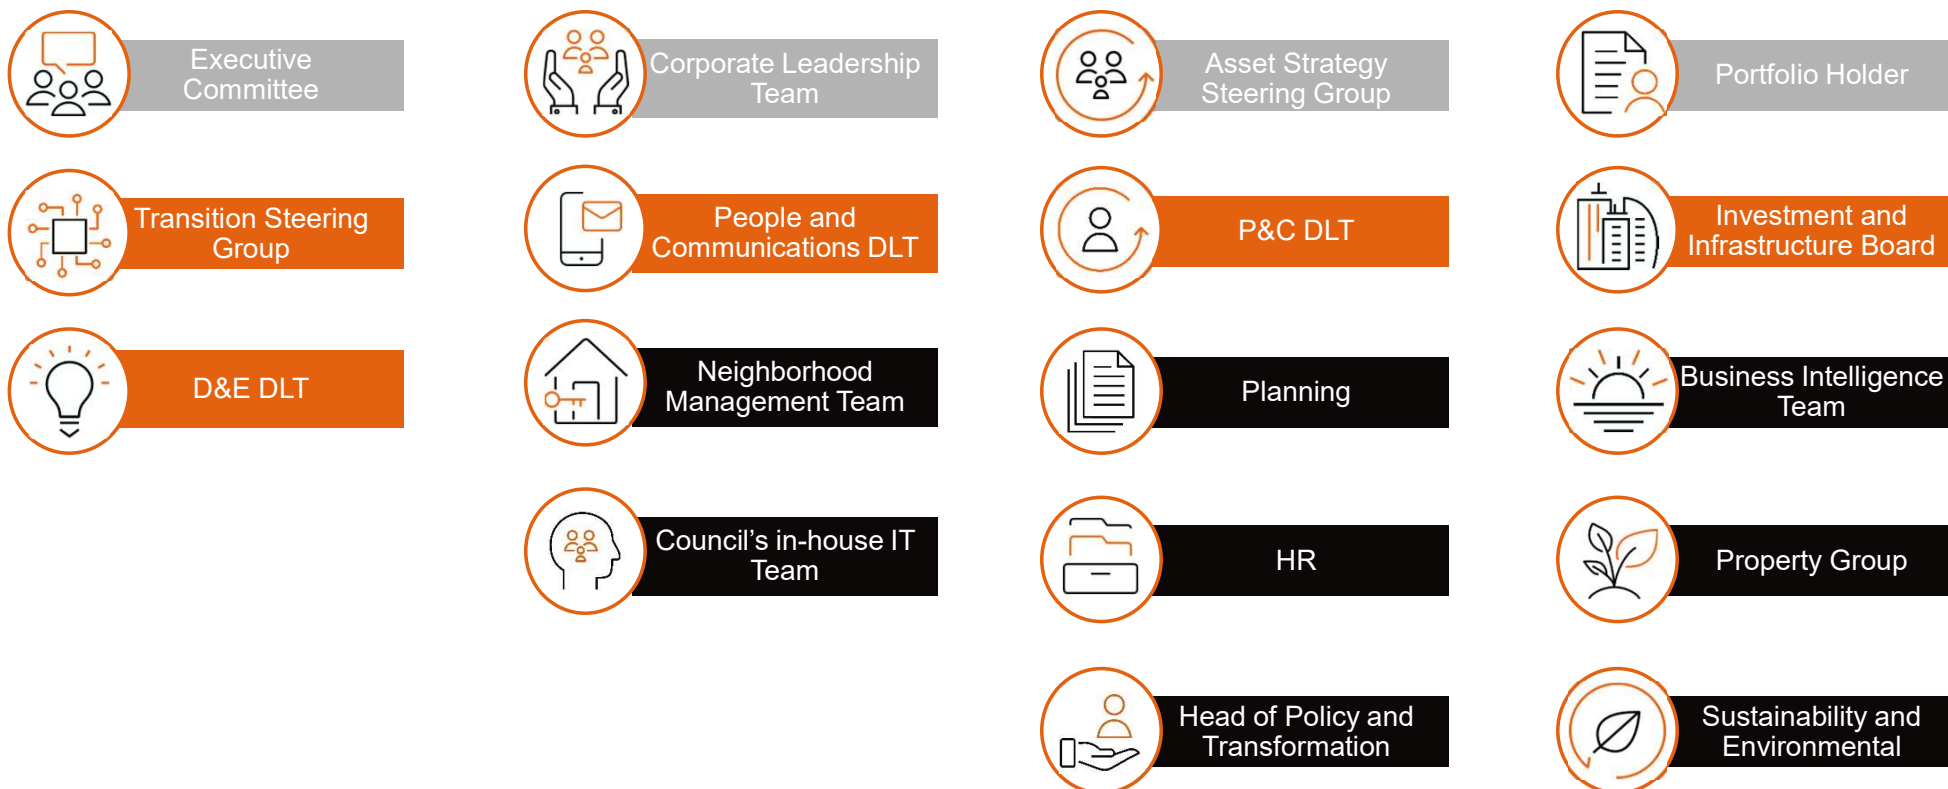 Executive
Committee
Corporate Leadership
Team
Asset Strategy
Steering Group
Portfolio Holder
Transition Steering
Group
People and
Communications DLT
P&C DLT
Investment and
Infrastructure Board
D&E DLT
Neighborhood
Management Team
Planning
Business Intelligence
Team
Council’s in-house IT
Team
HR
Property Group
Head of Policy and
Transformation
Sustainability and
Environmental